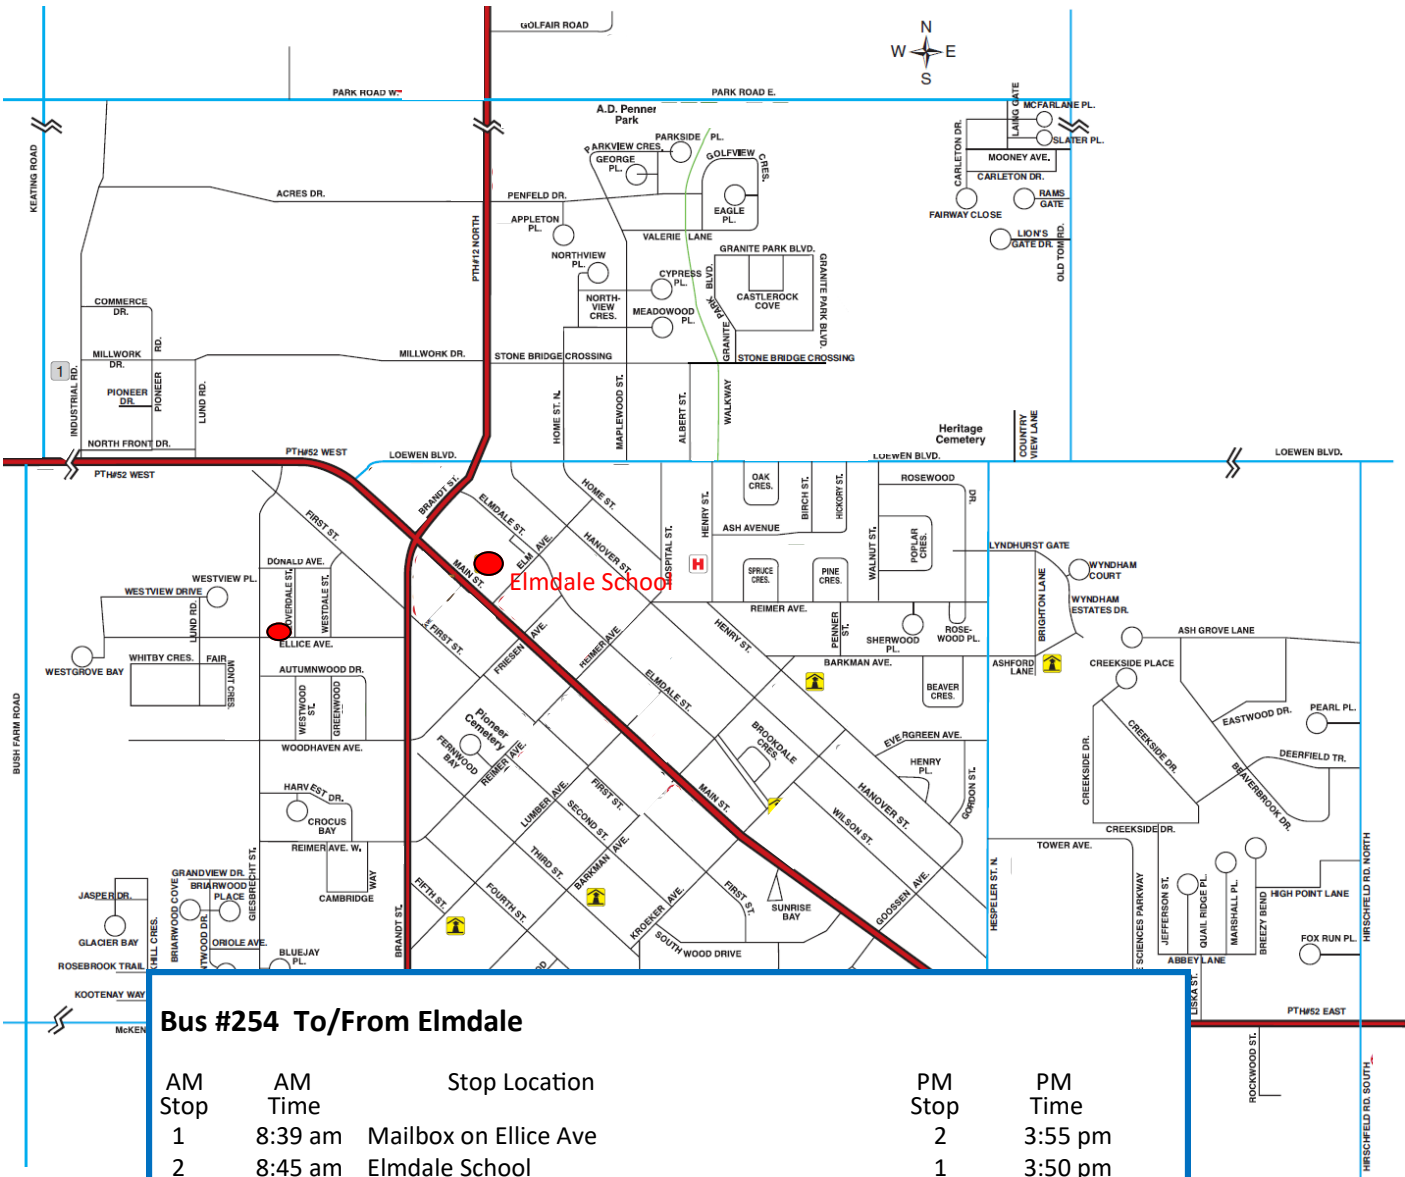 GOLFAIR ROAD
N
W E
S
PARK ROAD W.
PARK ROAD E.
A.D. Penner
Park
LAING GATE
MCFARLANE PL.
SLATER PL.
CARLETON DR.
MOONEY AVE.
CARLETON DR.
RAMS
GATE
FAIRWAY CLOSE
LION'S
GATE DR.
OLD TOM RD.
KEATING ROAD
PARKSIDE PL.
PARKVIEW CRES.
GEORGE
PL.
GOLFVIEW
CRES.
EAGLE
PL.
ACRES DR.
PENFELD DR.
APPLETON
PL.
VALERIE LANE
PTH#12 NORTH
NORTHVIEW
PL.
CYPRESS
PL.
NORTH-
VIEW
CRES.
MEADOWOOD
PL.
GRANITE PARK BLVD.
GRANITE PARK BLVD.
GRANITE PARK BLVD.
CASTLEROCK
COVE
COMMERCE
DR.
MILLWORK
DR.
MILLWORK DR.
STONE BRIDGE CROSSING
STONE BRIDGE CROSSING
1
INDUSTRIAL RD.
PIONEER
DR.
PIONEER RD.
LUND RD.
NORTH FRONT DR.
HOME ST. N.
MAPLEWOOD ST.
ALBERT ST.
WALKWAY
Heritage
Cemetery
COUNTRY
VIEW LANE
PTH#52 WEST
PTH#52 WEST
LOEWEN BLVD.
LOEWEN BLVD.
LOEWEN BLVD.
BRANDT ST.
ELMDALE ST.
HOME ST.
HANOVER ST.
ELM AVE.
FIRST ST.
MAIN ST.
Elmdale School
HOSPITAL ST.
HENRY ST.
H
OAK
CRES.
BIRCH ST.
HICKORY ST.
ASH AVENUE
ROSEWOOD
DR.
WALNUT ST.
POPLAR
CRES.
SPRUCE
CRES.
PINE
CRES.
LYNDHURST GATE
WYNDHAM
COURT
WYNDHAM
ESTATES DR.
BRIGHTON LANE
DONALD AVE.
WESTVIEW PL.
WESTVIEW DRIVE
LUND RD.
OVERDALE ST.
WESTDALE ST.
ELLICE AVE.
WHITBY CRES.
FAIR
MONT CRES.
WESTGROVE BAY
AUTUMNWOOD DR.
WESTWOOD
ST.
GREENWOOD
WOODHAVEN AVE.
FIRST ST.
FRIESEN AVE.
REIMER AVE.
ELMDALE ST.
HENRY ST.
REIMER AVE.
PENNER
ST.
SHERWOOD
PL.
ROSE-
WOOD PL.
BARKMAN AVE.
BEAVER
CRES.
ASHFORD
LANE
ASH GROVE LANE
CREEKSIDE PLACE
PEARL PL.
EASTWOOD DR.
DEERFIELD TR.
CREEKSIDE DR.
CREEKSIDE DR.
BEAVERBROOK DR.
CREEKSIDE DR.
BUSH FARM ROAD
Pioneer
Cemetery
FERNWOOD
BAY
REIMER AVE.
BROOKDALE
CRES.
EVERGREEN AVE.
HENRY
PL.
GORDON ST.
HANOVER ST.
WILSON ST.
MAIN ST.
HARVEST DR.
CROCUS
BAY
REIMER AVE. W.
CAMBRIDGE
WAY
LUMBER AVE.
FIRST ST.
SECOND ST.
THIRD ST.
BARKMAN AVE.
FOURTH ST.
FIFTH ST.
KROEKER AVE.
FIRST ST.
SUNRISE
BAY
GOOSSEN AVE.
SOUTH WOOD DRIVE
HESPELER ST. N.
TOWER AVE.
SCIENCES PARKWAY
JEFFERSON ST.
QUAIL RIDGE PL.
MARSHALL PL.
BREEZY BEND
HIGH POINT LANE
FOX RUN PL.
ABBEY LANE
HIRSCHFIELD RD. NORTH
GIESBRECHT ST.
GRANDVIEW DR.
BRIARWOOD
PLACE
BRIARWOOD COVE
JASPER DR.
GLACIER BAY
ORIOLE AVE.
BLUEJAY
PL.
BRANDT ST.
ROSEBROOK TRAIL
KOOTENAY WAY
McKEN
LISKA ST.
PTH#52 EAST
ROCKWOOD ST.
HIRSCHFELD RD. SOUTH
Bus #254 To/From Elmdale
AM AM Stop Location PM PM
Stop Time Stop Time
1 8:39 am Mailbox on Ellice Ave 2 3:55 pm
2 8:45 am Elmdale School 1 3:50 pm